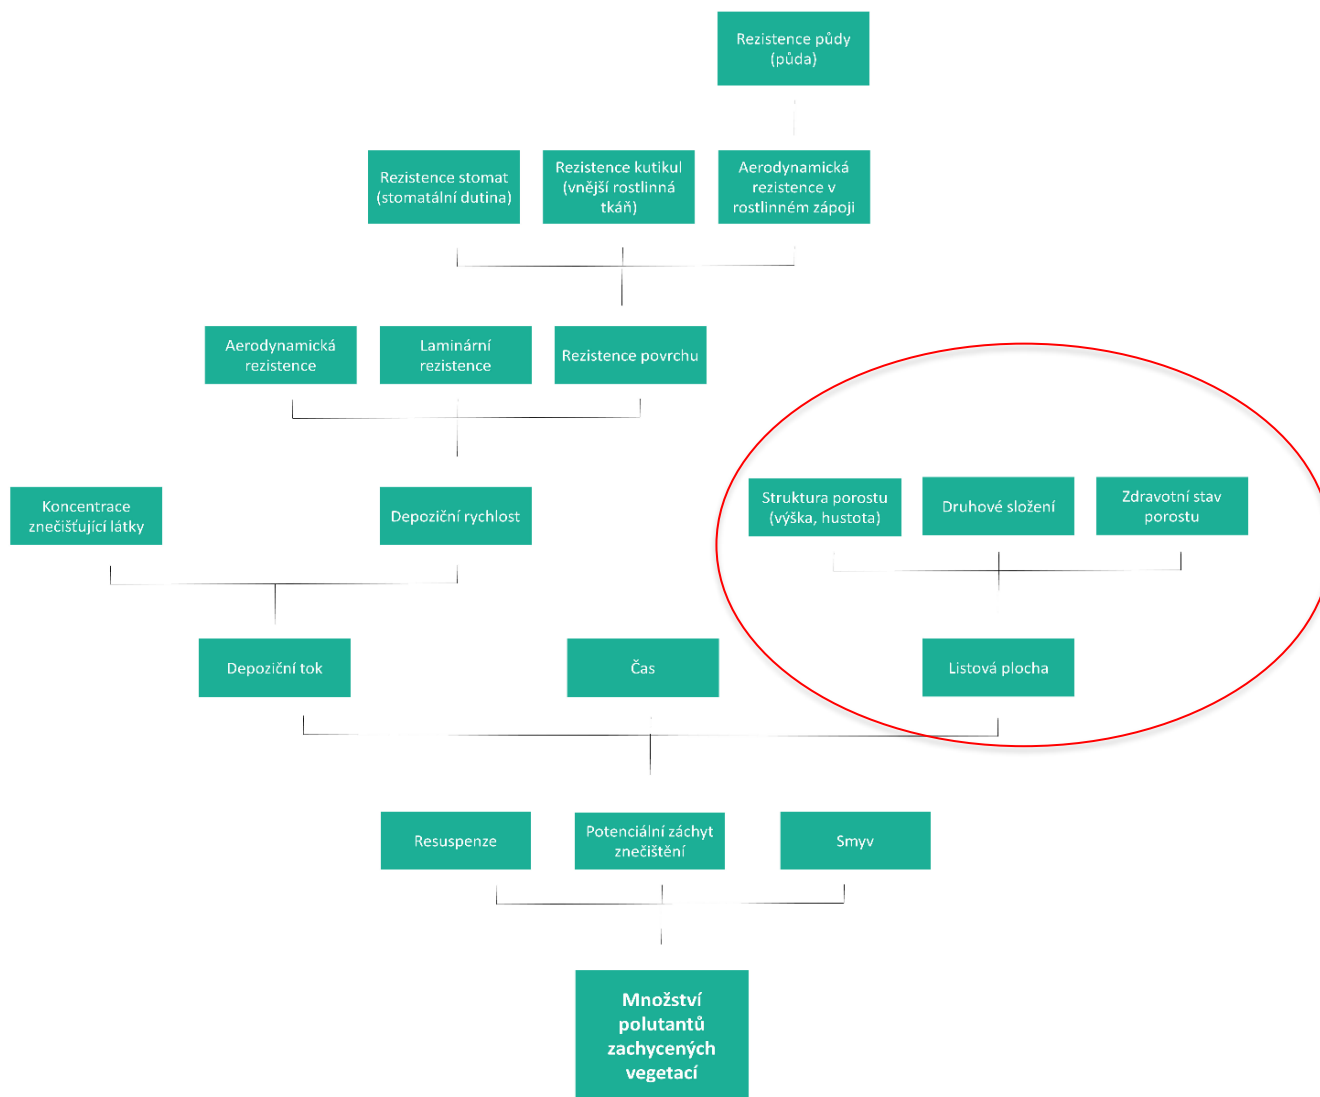 Rezistence půdy
(půda)
Rezistence stomat
(stomatální dutina)
Rezistence kutikul
(vnější rostlinná
tkáň)
Aerodynamická
rezistence v
rostlinném zápoji
Aerodynamická
rezistence
Laminární
rezistence
Rezistence povrchu
Koncentrace
znečišťující látky
Depoziční rychlost
Struktura porostu
(výška, hustota)
Druhové složení
Zdravotní stav
porostu
Depoziční tok
Čas
Listová plocha
Resuspenze
Potenciální záchyt
znečištění
Smyv
Množství
polutantů
zachycených
vegetací